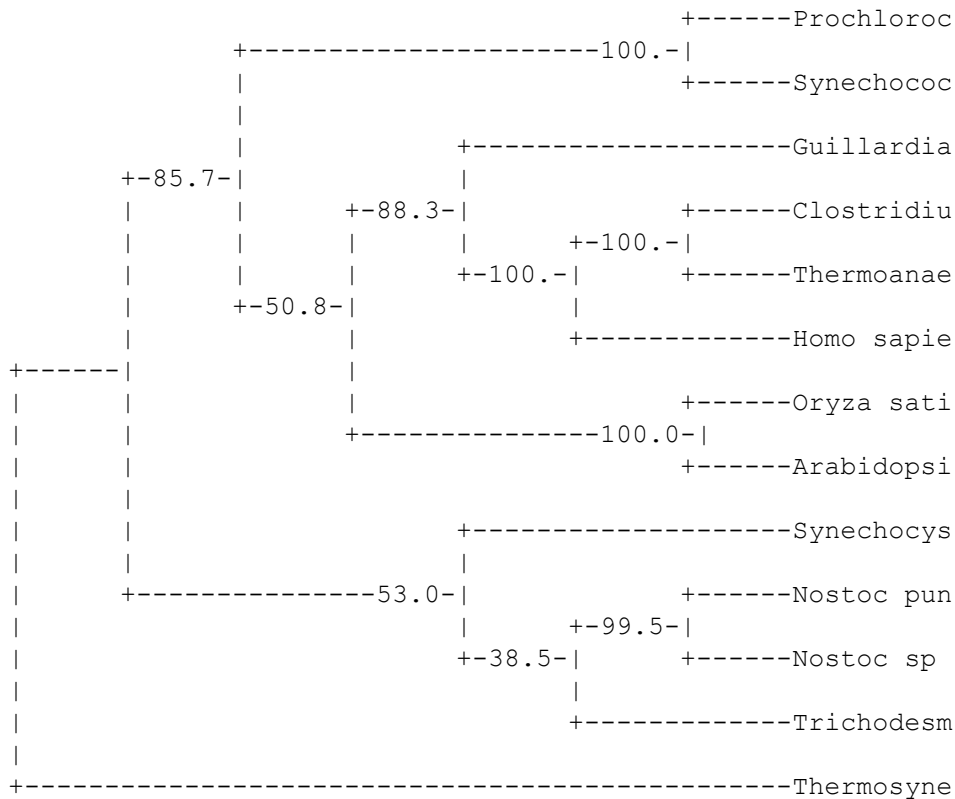 Prochloroc
100.
Synechococ
Guillardia
85.7
88.3
Clostridiu
100.
100.
Thermoanae
50.8
Homo sapie
Oryza sati
100.0
Arabidopsi
Synechocys
53.0
Nostoc pun
99.5
38.5
Nostoc sp
Trichodesm
Thermosyne